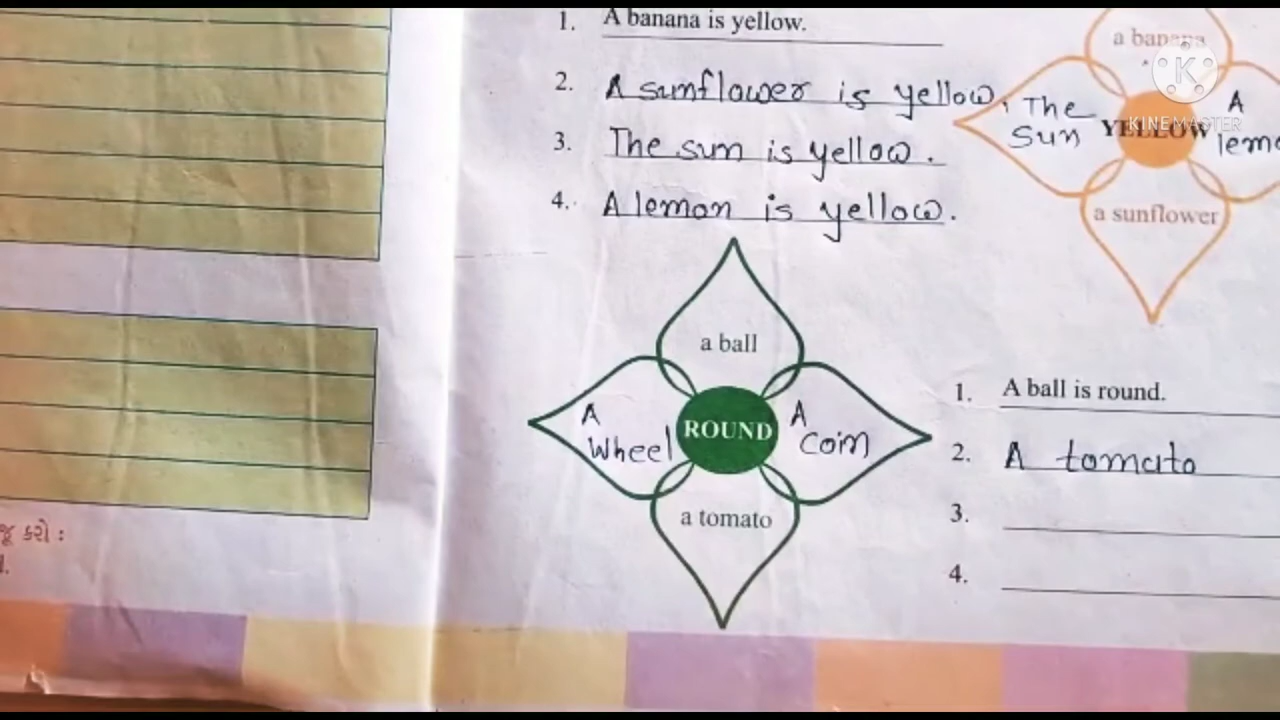 1. A banana is yellow.
2. A sunflower is yellow.
3. The sun is yellow.
4. A lemon is yellow.
a banana
The
Sun
YELLOW
A
a sunflower
KINEMASTER
a ball
A
Wheel
ROUND
A
Coin
a tomato
1. A ball is round.
2. A tomato
3.
4.
કરો :